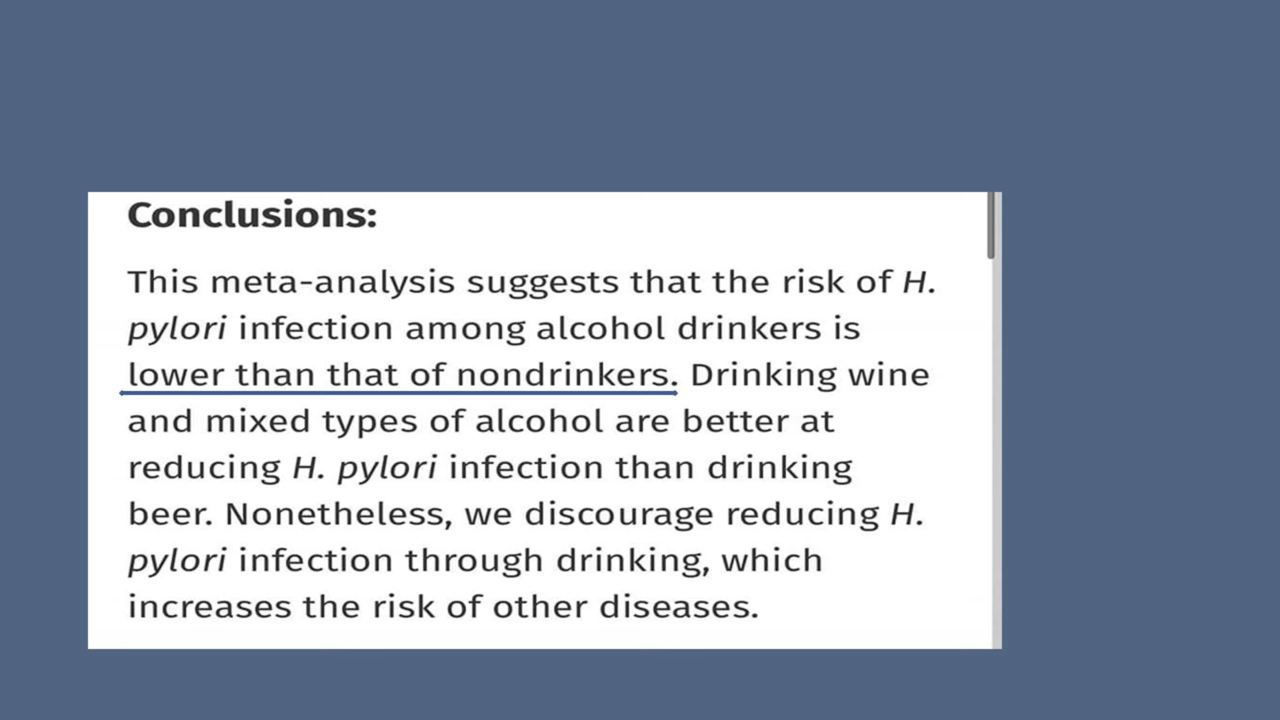 Conclusions:
This meta-analysis suggests that the risk of H.
pylori infection among alcohol drinkers is
lower than that of nondrinkers. Drinking wine
and mixed types of alcohol are better at
reducing H. pylori infection than drinking
beer. Nonetheless, we discourage reducing H.
pylori infection through drinking, which
increases the risk of other diseases.